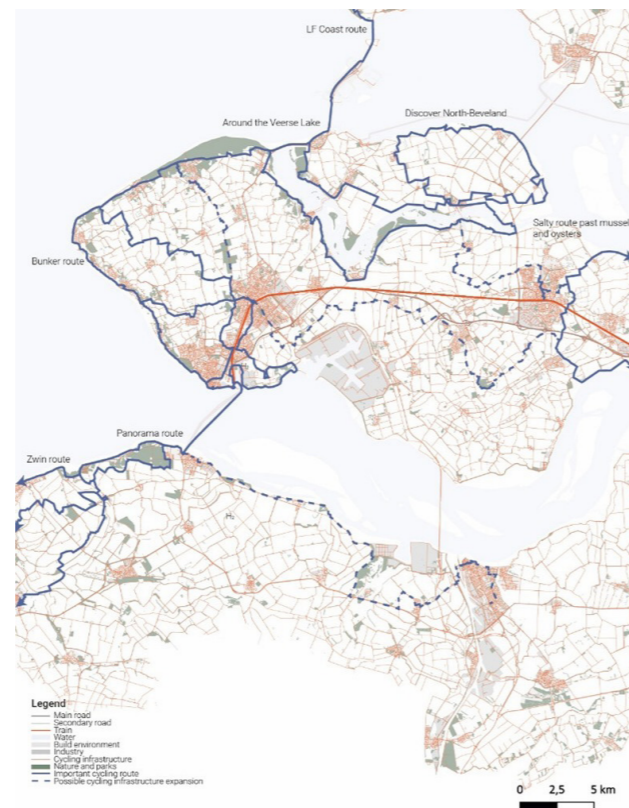 LF Coast route
Around the Veerse Lake
Discover North-Beveland
Salty route past mussel
and oysters
Bunker route
Panorama route
Zwin route
H₂
Legend
Main road
Secondary road
Train
Water
Build environment
Industry
Cycling infrastructure
Nature and parks
Important cycling route
Possible cycling infrastructure expansion
0 2,5 5 km